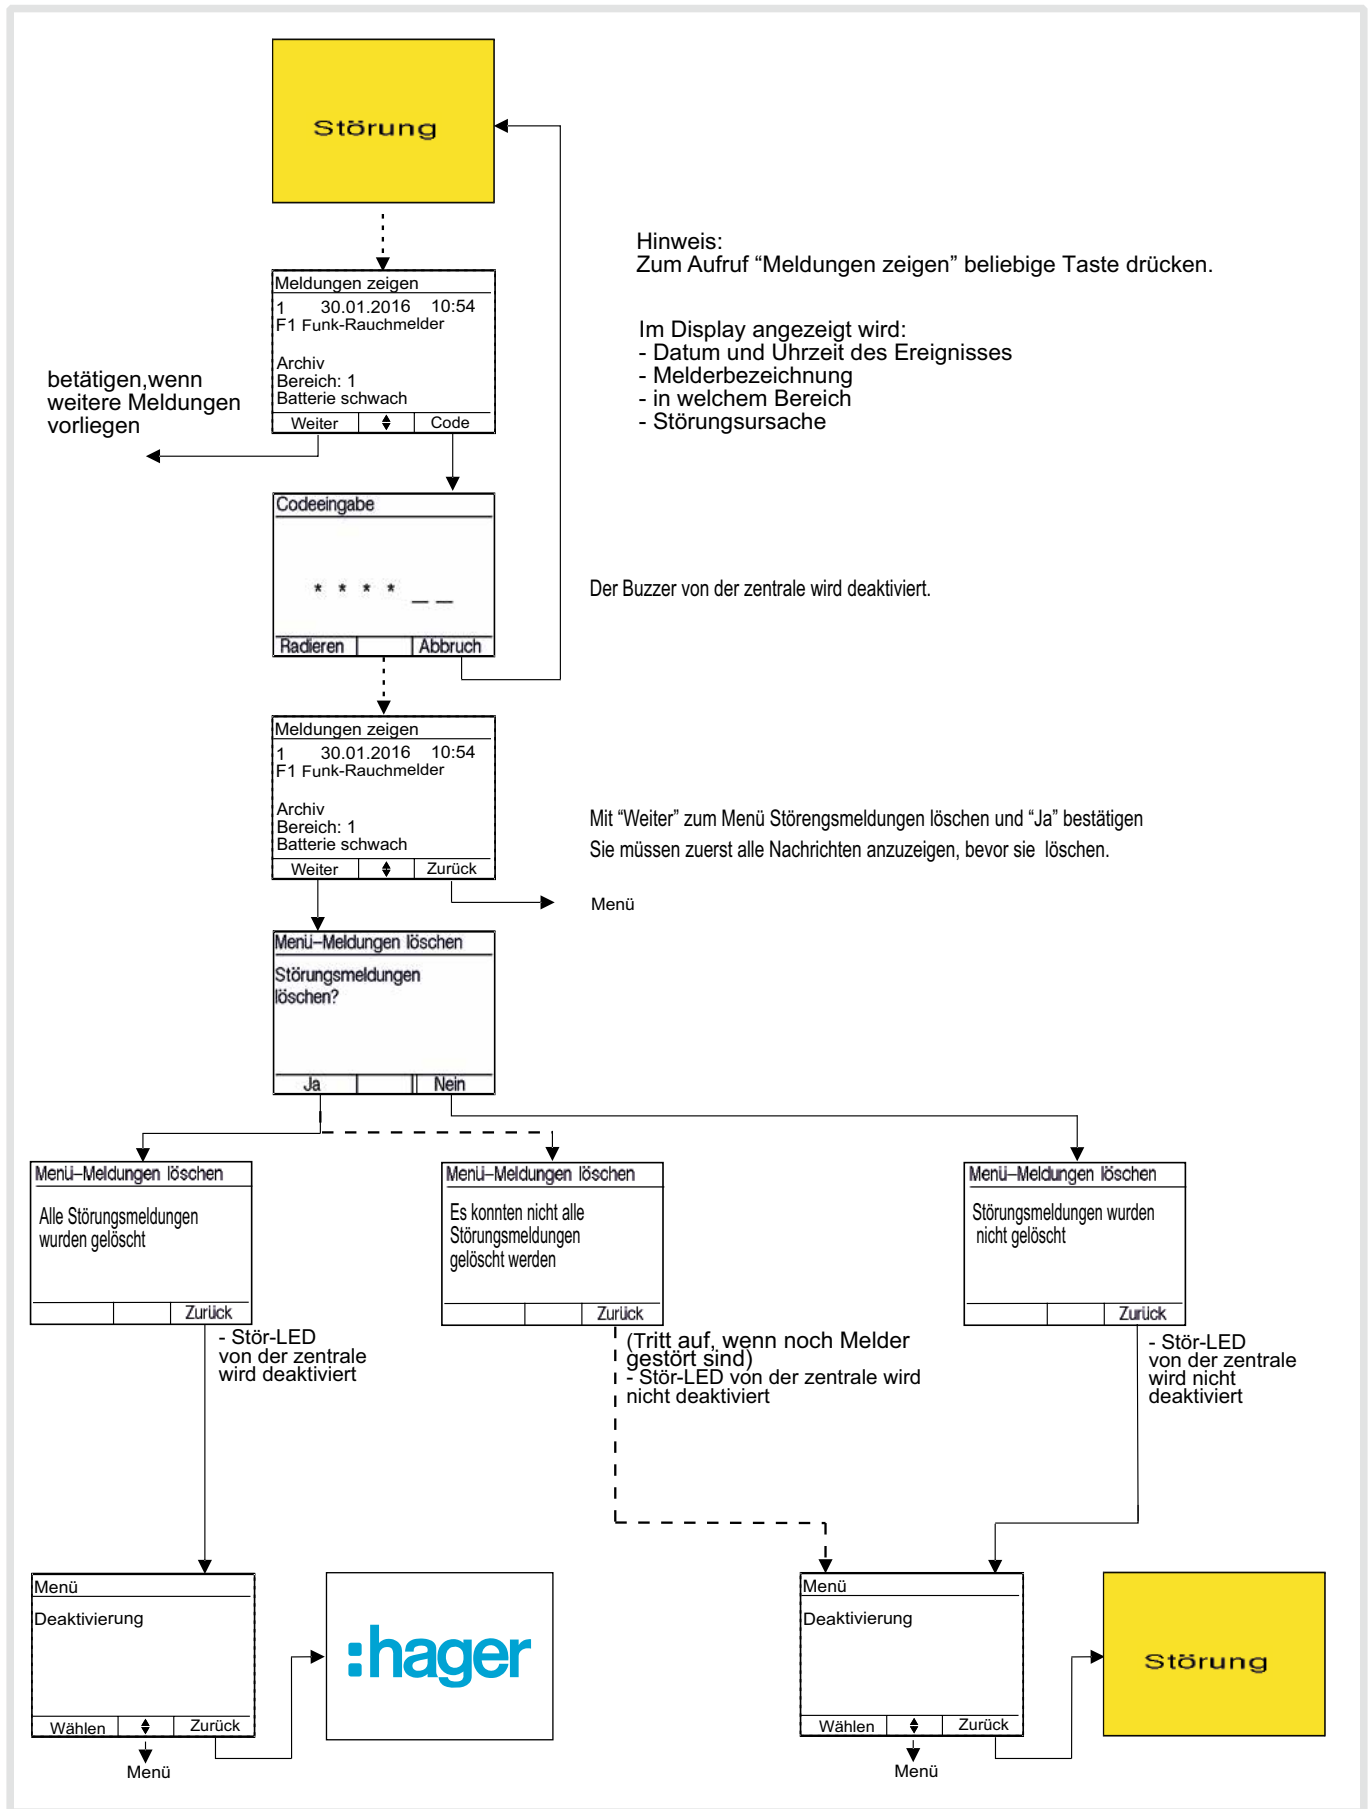 Störung
Hinweis:
Zum Aufruf “Meldungen zeigen” beliebige Taste drücken.
Meldungen zeigen
1 30.01.2016 10:54
F1 Funk-Rauchmelder
Archiv
Bereich: 1
Batterie schwach
Weiter Code
Im Display angezeigt wird:
- Datum und Uhrzeit des Ereignisses
- Melderbezeichnung
- in welchem Bereich
- Störungsursache
betätigen,wenn
weitere Meldungen
vorliegen
Codeeingabe
* * * * _ _
Radieren Abbruch
Der Buzzer von der zentrale wird deaktiviert.
Meldungen zeigen
1 30.01.2016 10:54
F1 Funk-Rauchmelder
Archiv
Bereich: 1
Batterie schwach
Weiter Zurück
Mit “Weiter” zum Menü Störengsmeldungen löschen und “Ja” bestätigen
Sie müssen zuerst alle Nachrichten anzuzeigen, bevor sie löschen.
Menü
Menü–Meldungen löschen
Störungsmeldungen
löschen?
Ja Nein
Menü–Meldungen löschen
Alle Störungsmeldungen
wurden gelöscht
Zurück
- Stör-LED
von der zentrale
wird deaktiviert
Menü–Meldungen löschen
Es konnten nicht alle
Störungsmeldungen
gelöscht werden
Zurück
(Tritt auf, wenn noch Melder
gestört sind)
- Stör-LED von der zentrale wird
nicht deaktiviert
Menü–Meldungen löschen
Störungsmeldungen wurden
nicht gelöscht
Zurück
- Stör-LED
von der zentrale
wird nicht
deaktiviert
Menü
Deaktivierung
Wählen Zurück
Menü
:hager
Menü
Deaktivierung
Wählen Zurück
Menü
Störung